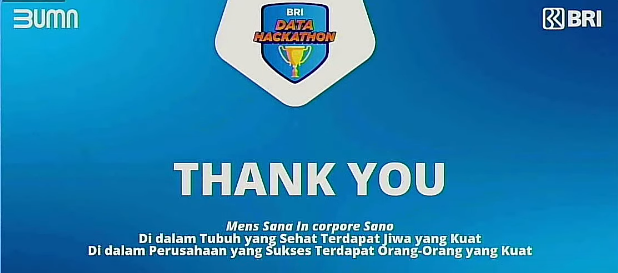 BUMN
BRI
DATA
HACKATHON
BRI
THANK YOU
Mens Sana In corpore Sana
Di dalam Tubuh yang Sehat Terdapat Jiwa yang Kuat
Di dalam Perusahaan yang Sukses Terdapat Orang-Orang yang Kuat